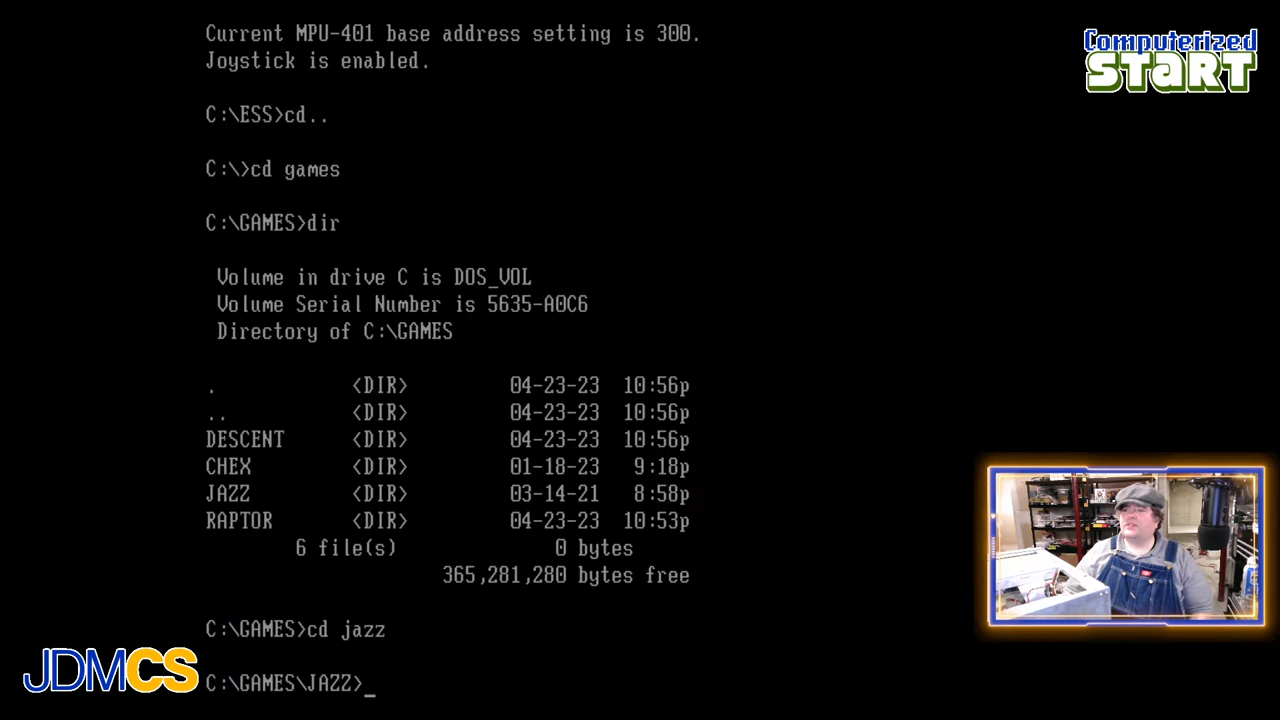 Current MPU-401 base address setting is 300.
Joystick is enabled.
C:\ESS>cd..
C:\>cd games
C:\GAMES>dir
Volume in drive C is DOS_VOL
Volume Serial Number is 5635-A0C6
Directory of C:\GAMES
. <DIR> 04-23-23 10:56p
.. <DIR> 04-23-23 10:56p
DESCENT <DIR> 04-23-23 10:56p
CHEX <DIR> 01-18-23 9:18p
JAZZ <DIR> 03-14-21 8:58p
RAPTOR <DIR> 04-23-23 10:53p
6 file(s) 0 bytes
365,281,280 bytes free
C:\GAMES>cd jazz
C:\GAMES\JAZZ>_
Computerized
START
JDMCS